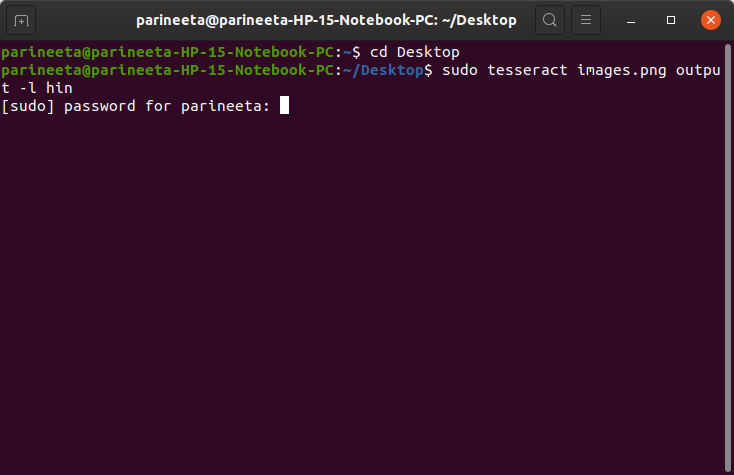 parineeta@parineeta-HP-15-Notebook-PC: ~/Desktop
parineeta@parineeta-HP-15-Notebook-PC:~$ cd Desktop
parineeta@parineeta-HP-15-Notebook-PC:~/Desktop$ sudo tesseract images.png outpu
t -l hin
[sudo] password for parineeta: